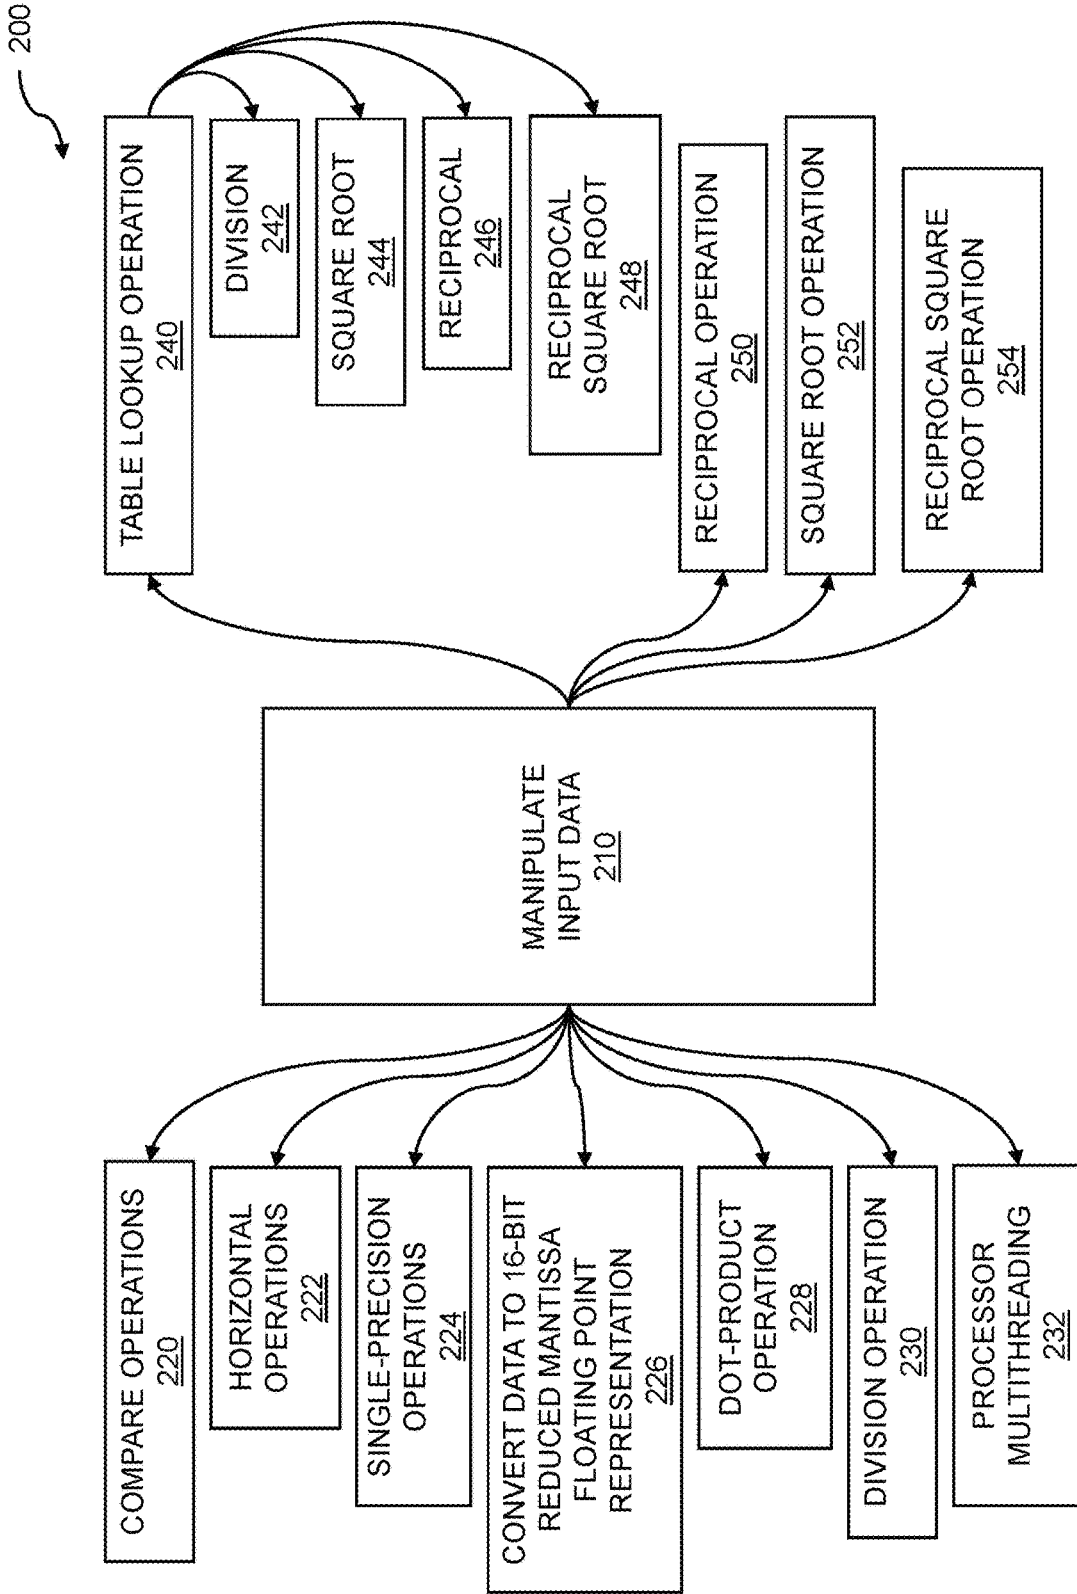 200
COMPARE OPERATIONS
220
HORIZONTAL
OPERATIONS
222
SINGLE-PRECISION
OPERATIONS
224
CONVERT DATA TO 16-BIT
REDUCED MANTISSA
FLOATING POINT
REPRESENTATION
226
DOT-PRODUCT
OPERATION
228
DIVISION OPERATION
230
PROCESSOR
MULTITHREADING
232
MANIPULATE
INPUT DATA
210
TABLE LOOKUP OPERATION
240
DIVISION
242
SQUARE ROOT
244
RECIPROCAL
246
RECIPROCAL
SQUARE ROOT
248
RECIPROCAL OPERATION
250
SQUARE ROOT OPERATION
252
RECIPROCAL SQUARE
ROOT OPERATION
254